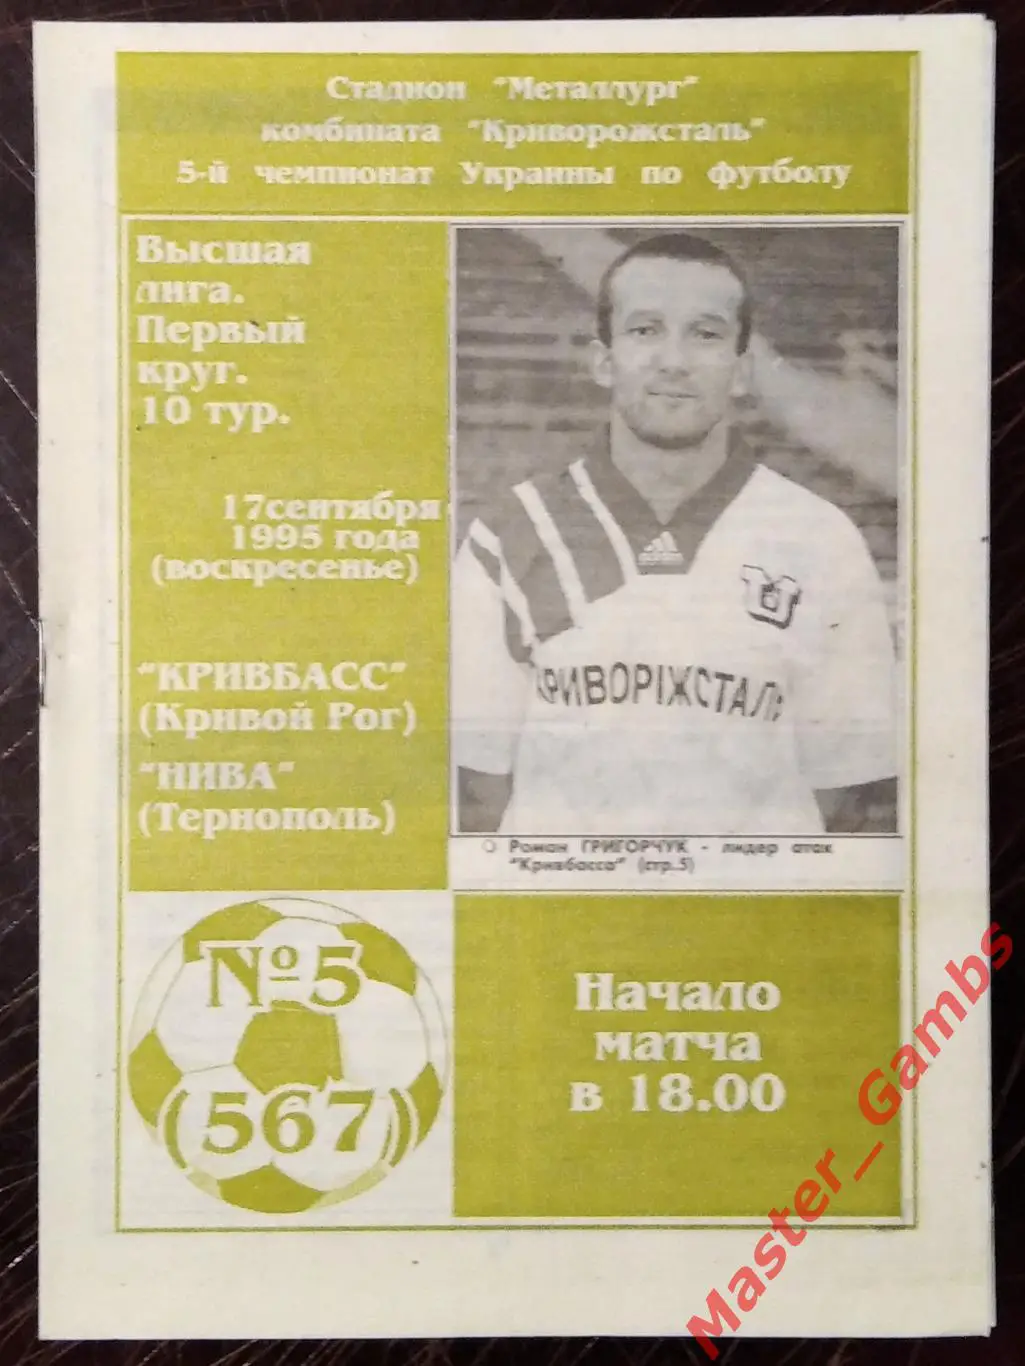 Стадион "Металлург"
комбината "Криворожсталь"
5-й чемпионат Украины по футболу
Высшая
лига.
Первый
круг.
10 тур.
17сентября
1995 года
(воскресенье)
"КРИВБАСС"
(Кривой Рог)
"НИВА"
(Тернополь)
adidas
КРИВОРІЖСТАЛЬ
Роман ГРИГОРЧУК - лидер атак
"Кривбасса" (стр.5)
№5
(567)
Начало
матча
в 18.00
Master_Gambs